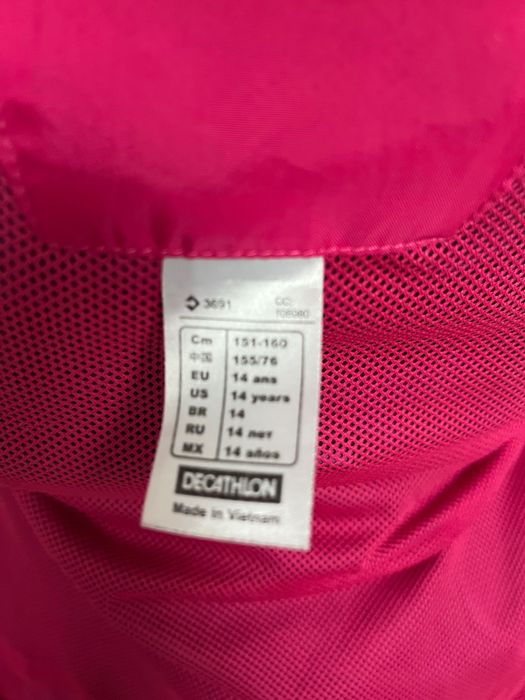 3691 CC:
108080
Cm 151-160
中国 155/76
EU 14 ans
US 14 years
BR 14
RU 14 лет
MX 14 años
DECATHLON
Made in Vietnam